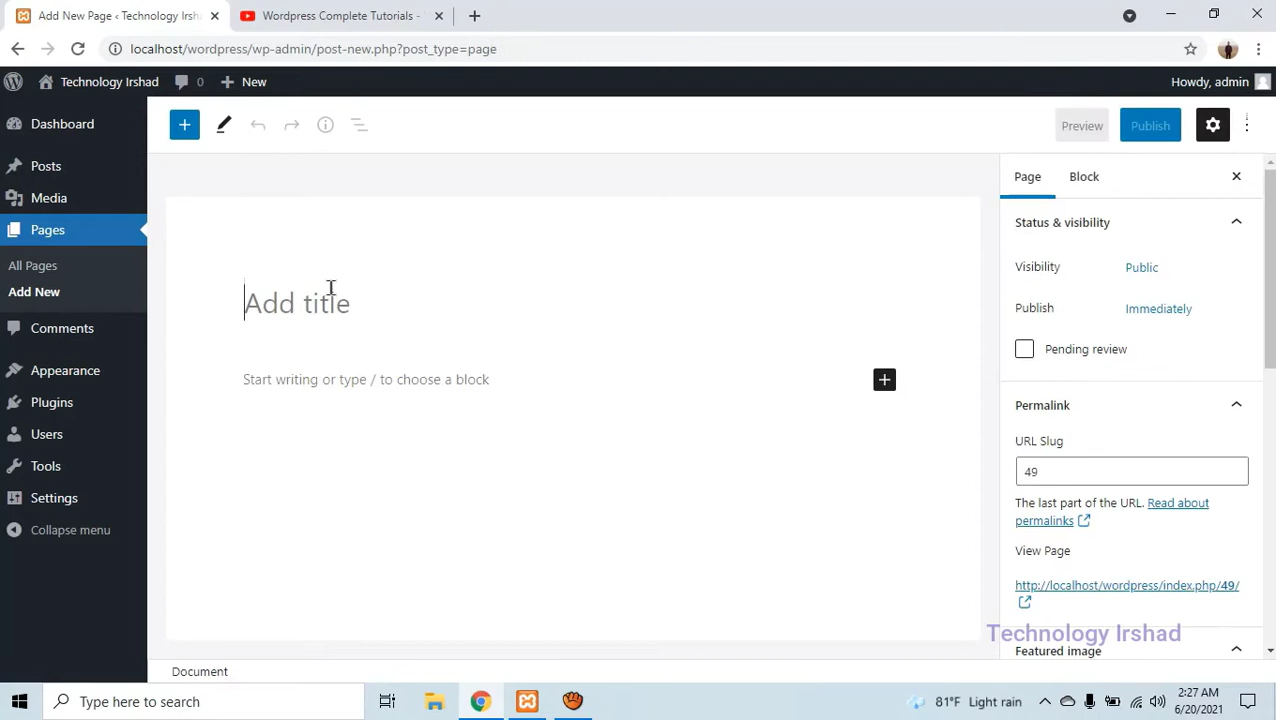 Add New Page ‹ Technology Irsha
Wordpress Complete Tutorials -
localhost/wordpress/wp-admin/post-new.php?post_type=page
Technology Irshad
0
New
Howdy, admin
Dashboard
Posts
Media
Pages
All Pages
Add New
Comments
Appearance
Plugins
Users
Tools
Settings
Collapse menu
Preview
Publish
Add title
Start writing or type / to choose a block
Document
Page
Block
Status & visibility
Visibility
Public
Publish
Immediately
Pending review
Permalink
URL Slug
49
The last part of the URL. Read about
permalinks
View Page
http://localhost/wordpress/index.php/49/
Technology Irshad
Featured image
Type here to search
81°F Light rain
2:27 AM
6/20/2021